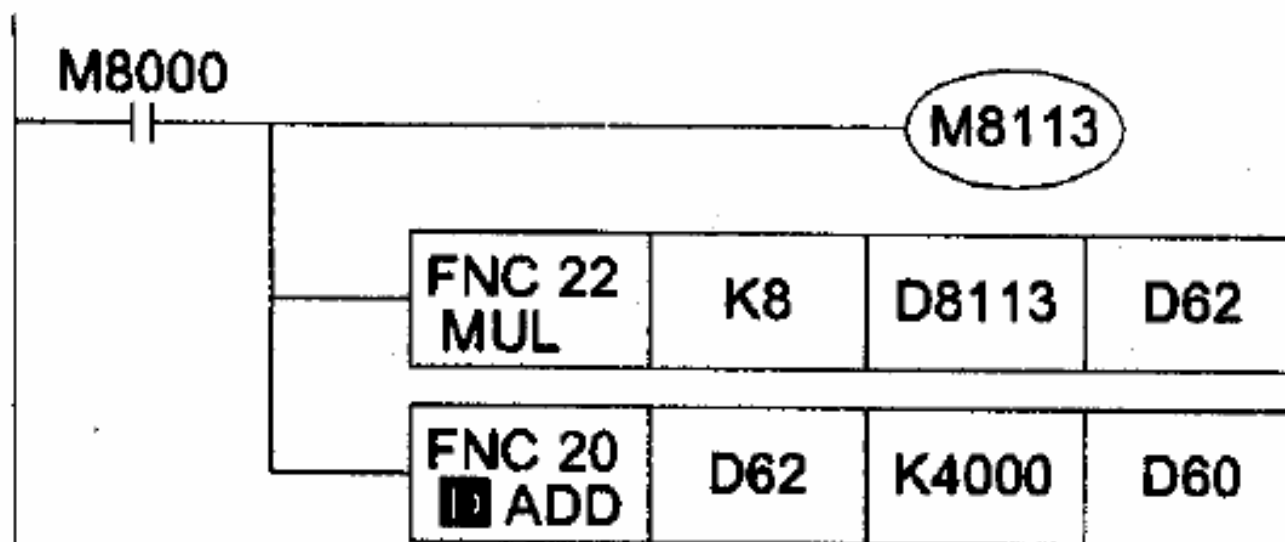 M8000
M8113
FNC 22
MUL
K8
D8113
D62
FNC 20
D ADD
D62
K4000
D60